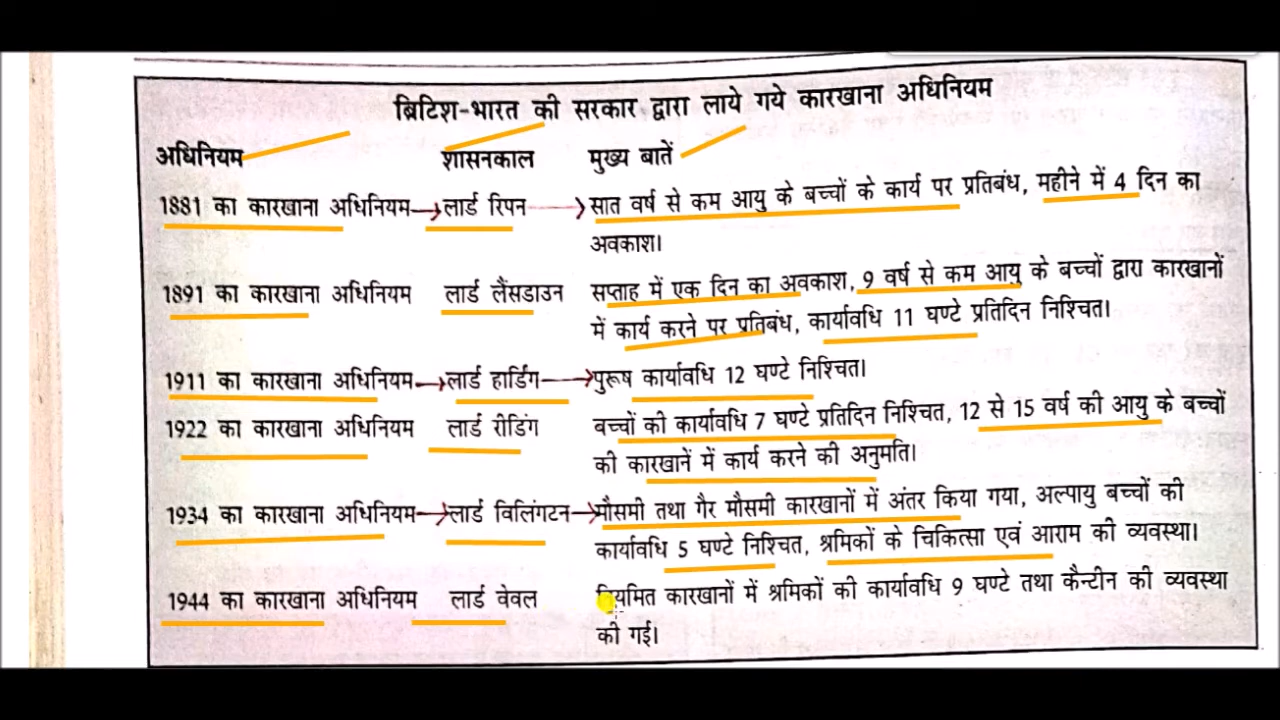 ब्रिटिश-भारत की सरकार द्वारा लाये गये कारखाना अधिनियम
अधिनियम शासनकाल मुख्य बातें
1881 का कारखाना अधिनियम लार्ड रिपन सात वर्ष से कम आयु के बच्चों के कार्य पर प्रतिबंध, महीने में 4 दिन का
अवकाश।
1891 का कारखाना अधिनियम लार्ड लैंसडाउन सप्ताह में एक दिन का अवकाश, 9 वर्ष से कम आयु के बच्चों द्वारा कारखानों
में कार्य करने पर प्रतिबंध, कार्यावधि 11 घण्टे प्रतिदिन निश्चित।
1911 का कारखाना अधिनियम लार्ड हार्डिंग पुरूष कार्यावधि 12 घण्टे निश्चित।
1922 का कारखाना अधिनियम लार्ड रीडिंग बच्चों की कार्यावधि 7 घण्टे प्रतिदिन निश्चित, 12 से 15 वर्ष की आयु के बच्चों
की कारखानें में कार्य करने की अनुमति।
1934 का कारखाना अधिनियम लार्ड विलिंगटन मौसमी तथा गैर मौसमी कारखानों में अंतर किया गया, अल्पायु बच्चों की
कार्यावधि 5 घण्टे निश्चित, श्रमिकों के चिकित्सा एवं आराम की व्यवस्था।
1944 का कारखाना अधिनियम लार्ड वेवल नियमित कारखानों में श्रमिकों की कार्यावधि 9 घण्टे तथा कैन्टीन की व्यवस्था
की गई।